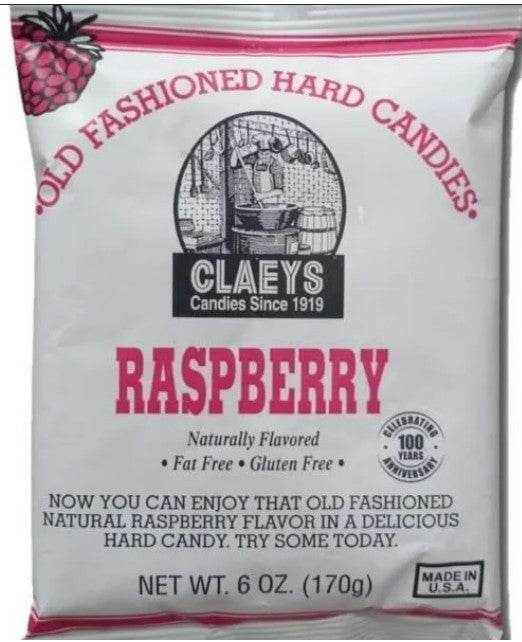 •OLD FASHIONED HARD CANDIES•
CLAEYS
Candies Since 1919
RASPBERRY
Naturally Flavored
• Fat Free • Gluten Free •
CELEBRATING
100
YEARS
ANNIVERSARY
NOW YOU CAN ENJOY THAT OLD FASHIONED
NATURAL RASPBERRY FLAVOR IN A DELICIOUS
HARD CANDY. TRY SOME TODAY.
NET WT. 6 OZ. (170g)
MADE IN
U.S.A.